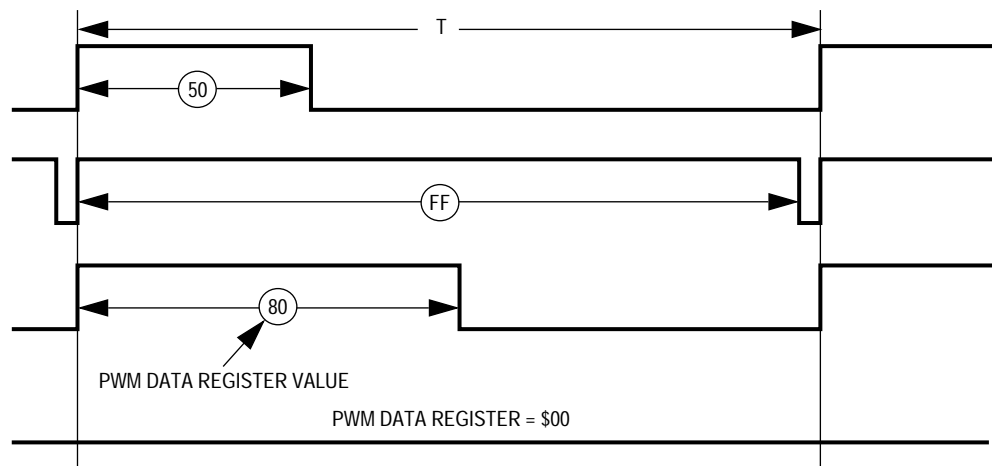 T
50
FF
80
PWM DATA REGISTER VALUE
PWM DATA REGISTER = $00